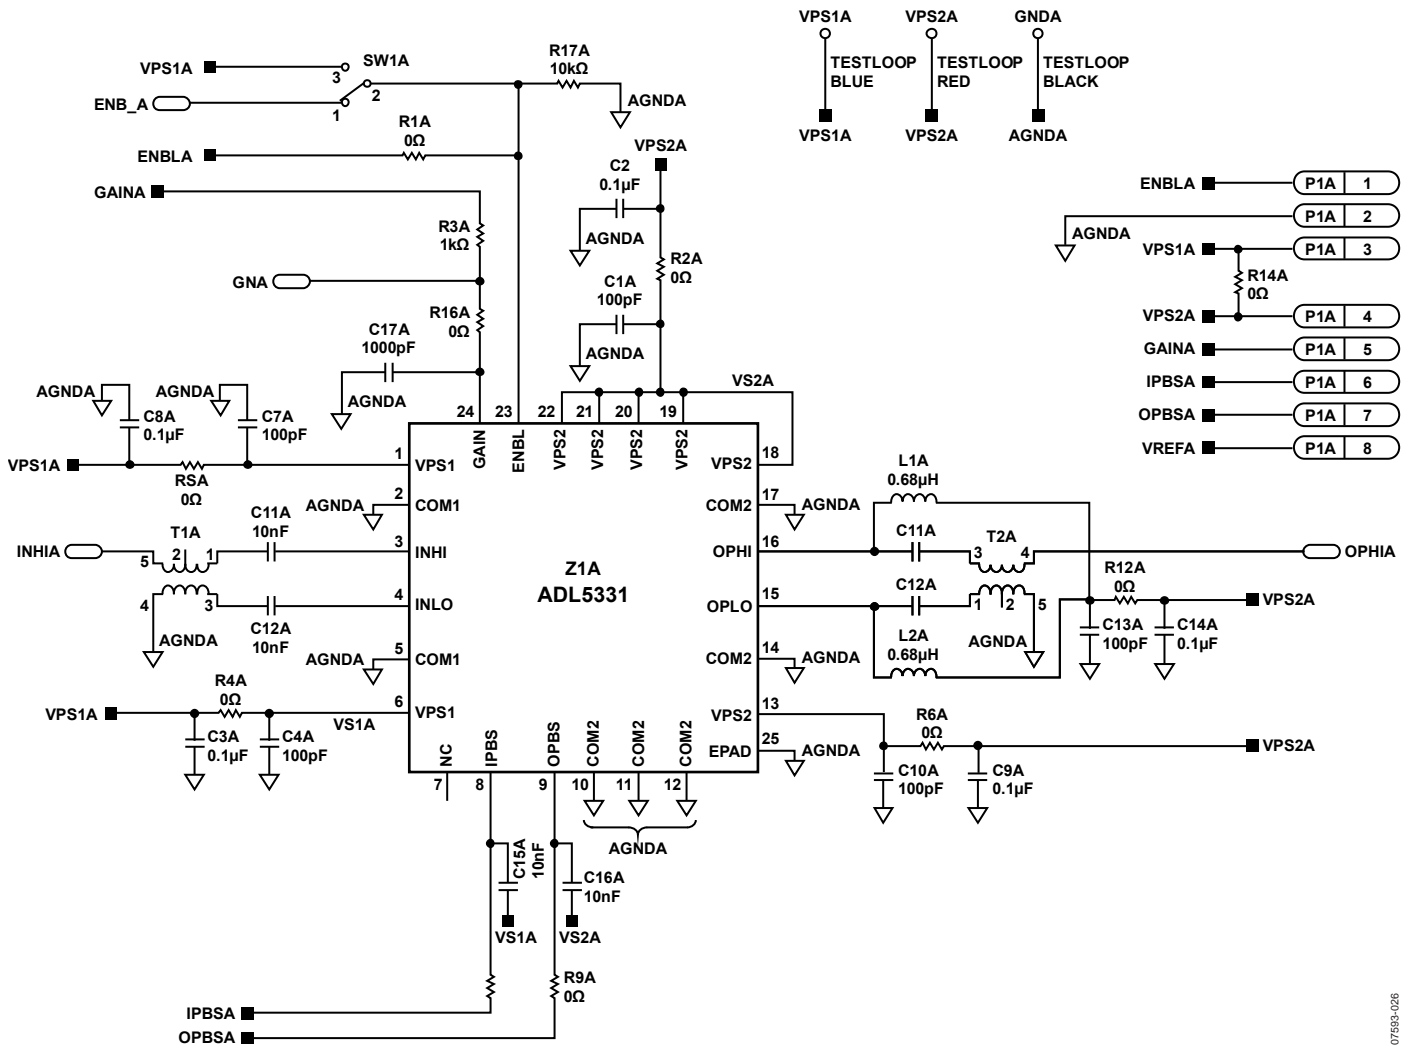 VPS1A
SW1A
3
2
1
ENB_A
R17A
10kΩ
AGNDA
R1A
0Ω
ENBLA
GAINA
R3A
1kΩ
GNA
R16A
0Ω
C17A
1000pF
AGNDA
VPS2A
C2
0.1µF
AGNDA
R2A
0Ω
C1A
100pF
AGNDA
VS2A
VPS1A
VPS2A
GNDA
TESTLOOP
BLUE
TESTLOOP
RED
TESTLOOP
BLACK
VPS1A
VPS2A
AGNDA
ENBLA
P1A 1
AGNDA
P1A 2
VPS1A
P1A 3
R14A
0Ω
VPS2A
P1A 4
GAINA
P1A 5
IPBSA
P1A 6
OPBSA
P1A 7
VREFA
P1A 8
AGNDA
C8A
0.1µF
AGNDA
C7A
100pF
VPS1A
RSA
0Ω
24
23
22
21
20
19
GAIN
ENBL
VPS2
VPS2
VPS2
VPS2
1
VPS1
2
COM1
AGNDA
3
INHI
4
INLO
5
COM1
AGNDA
6
VPS1
VS1A
INHIA
T1A
5
2
1
4
3
C11A
10nF
C12A
10nF
AGNDA
VPS1A
R4A
0Ω
C3A
0.1µF
C4A
100pF
Z1A
ADL5331
18
VPS2
17
COM2
AGNDA
16
OPHI
15
OPLO
14
COM2
AGNDA
13
VPS2
25
EPAD
AGNDA
L1A
0.68µH
C11A
T2A
3
4
OPHIA
C12A
1
2
5
AGNDA
L2A
0.68µH
R12A
0Ω
VPS2A
C13A
100pF
C14A
0.1µF
R6A
0Ω
VPS2A
C10A
100pF
C9A
0.1µF
NC
IPBS
OPBS
COM2
COM2
COM2
7
8
9
10
11
12
AGNDA
C15A
10nF
VS1A
C16A
10nF
VS2A
R9A
0Ω
IPBSA
OPBSA
07593-026